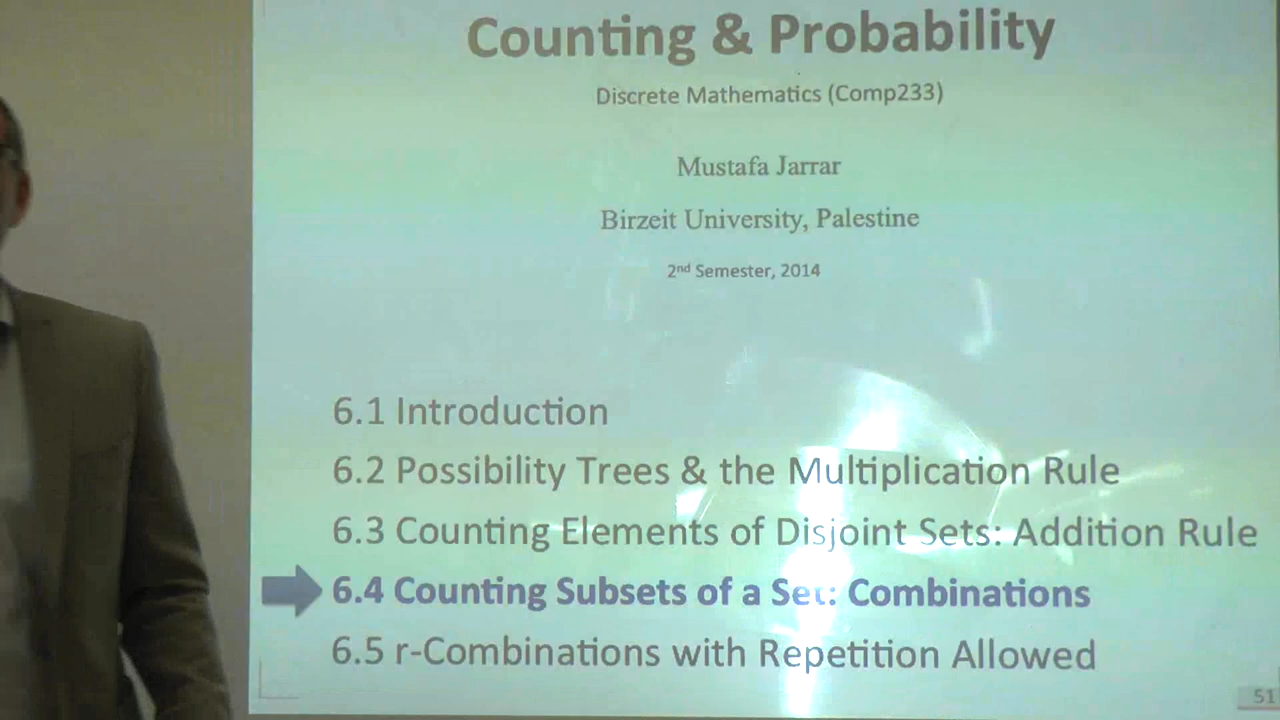 Counting & Probability
Discrete Mathematics (Comp233)
Mustafa Jarrar
Birzeit University, Palestine
2nd Semester, 2014
6.1 Introduction
6.2 Possibility Trees & the Multiplication Rule
6.3 Counting Elements of Disjoint Sets: Addition Rule
6.4 Counting Subsets of a Set: Combinations
6.5 r-Combinations with Repetition Allowed
51